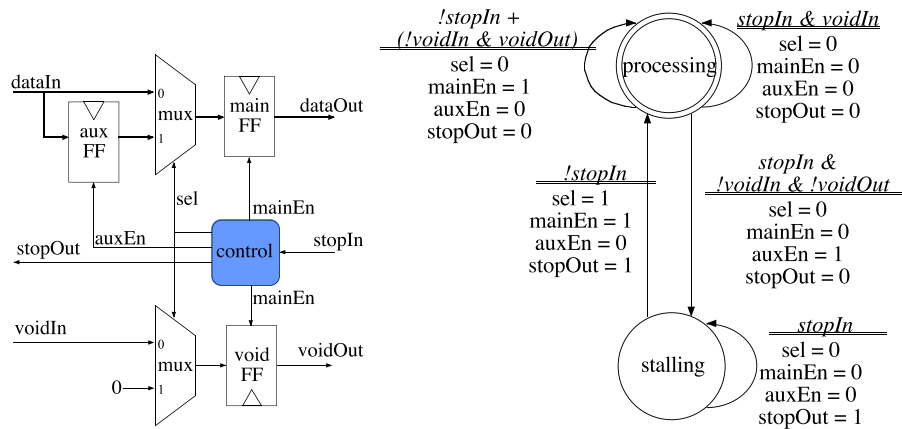 dataIn
aux
FF
0
mux
1
main
FF
dataOut
sel
mainEn
auxEn
control
stopIn
stopOut
mainEn
voidIn
0
mux
0
1
void
FF
voidOut
!stopIn +
(!voidIn & voidOut)
sel = 0
mainEn = 1
auxEn = 0
stopOut = 0
processing
stopIn & voidIn
sel = 0
mainEn = 0
auxEn = 0
stopOut = 0
!stopIn
sel = 1
mainEn = 1
auxEn = 0
stopOut = 1
stopIn &
!voidIn & !voidOut
sel = 0
mainEn = 0
auxEn = 1
stopOut = 0
stalling
stopIn
sel = 0
mainEn = 0
auxEn = 0
stopOut = 1